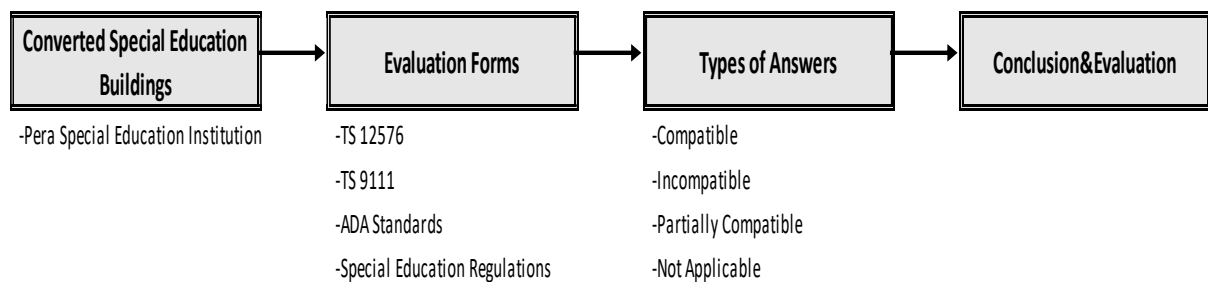 Converted Special Education
Buildings
Evaluation Forms
Types of Answers
Conclusion&Evaluation
-Pera Special Education Institution
-TS 12576
-TS 9111
-ADA Standards
-Special Education Regulations
-Compatible
-Incompatible
-Partially Compatible
-Not Applicable